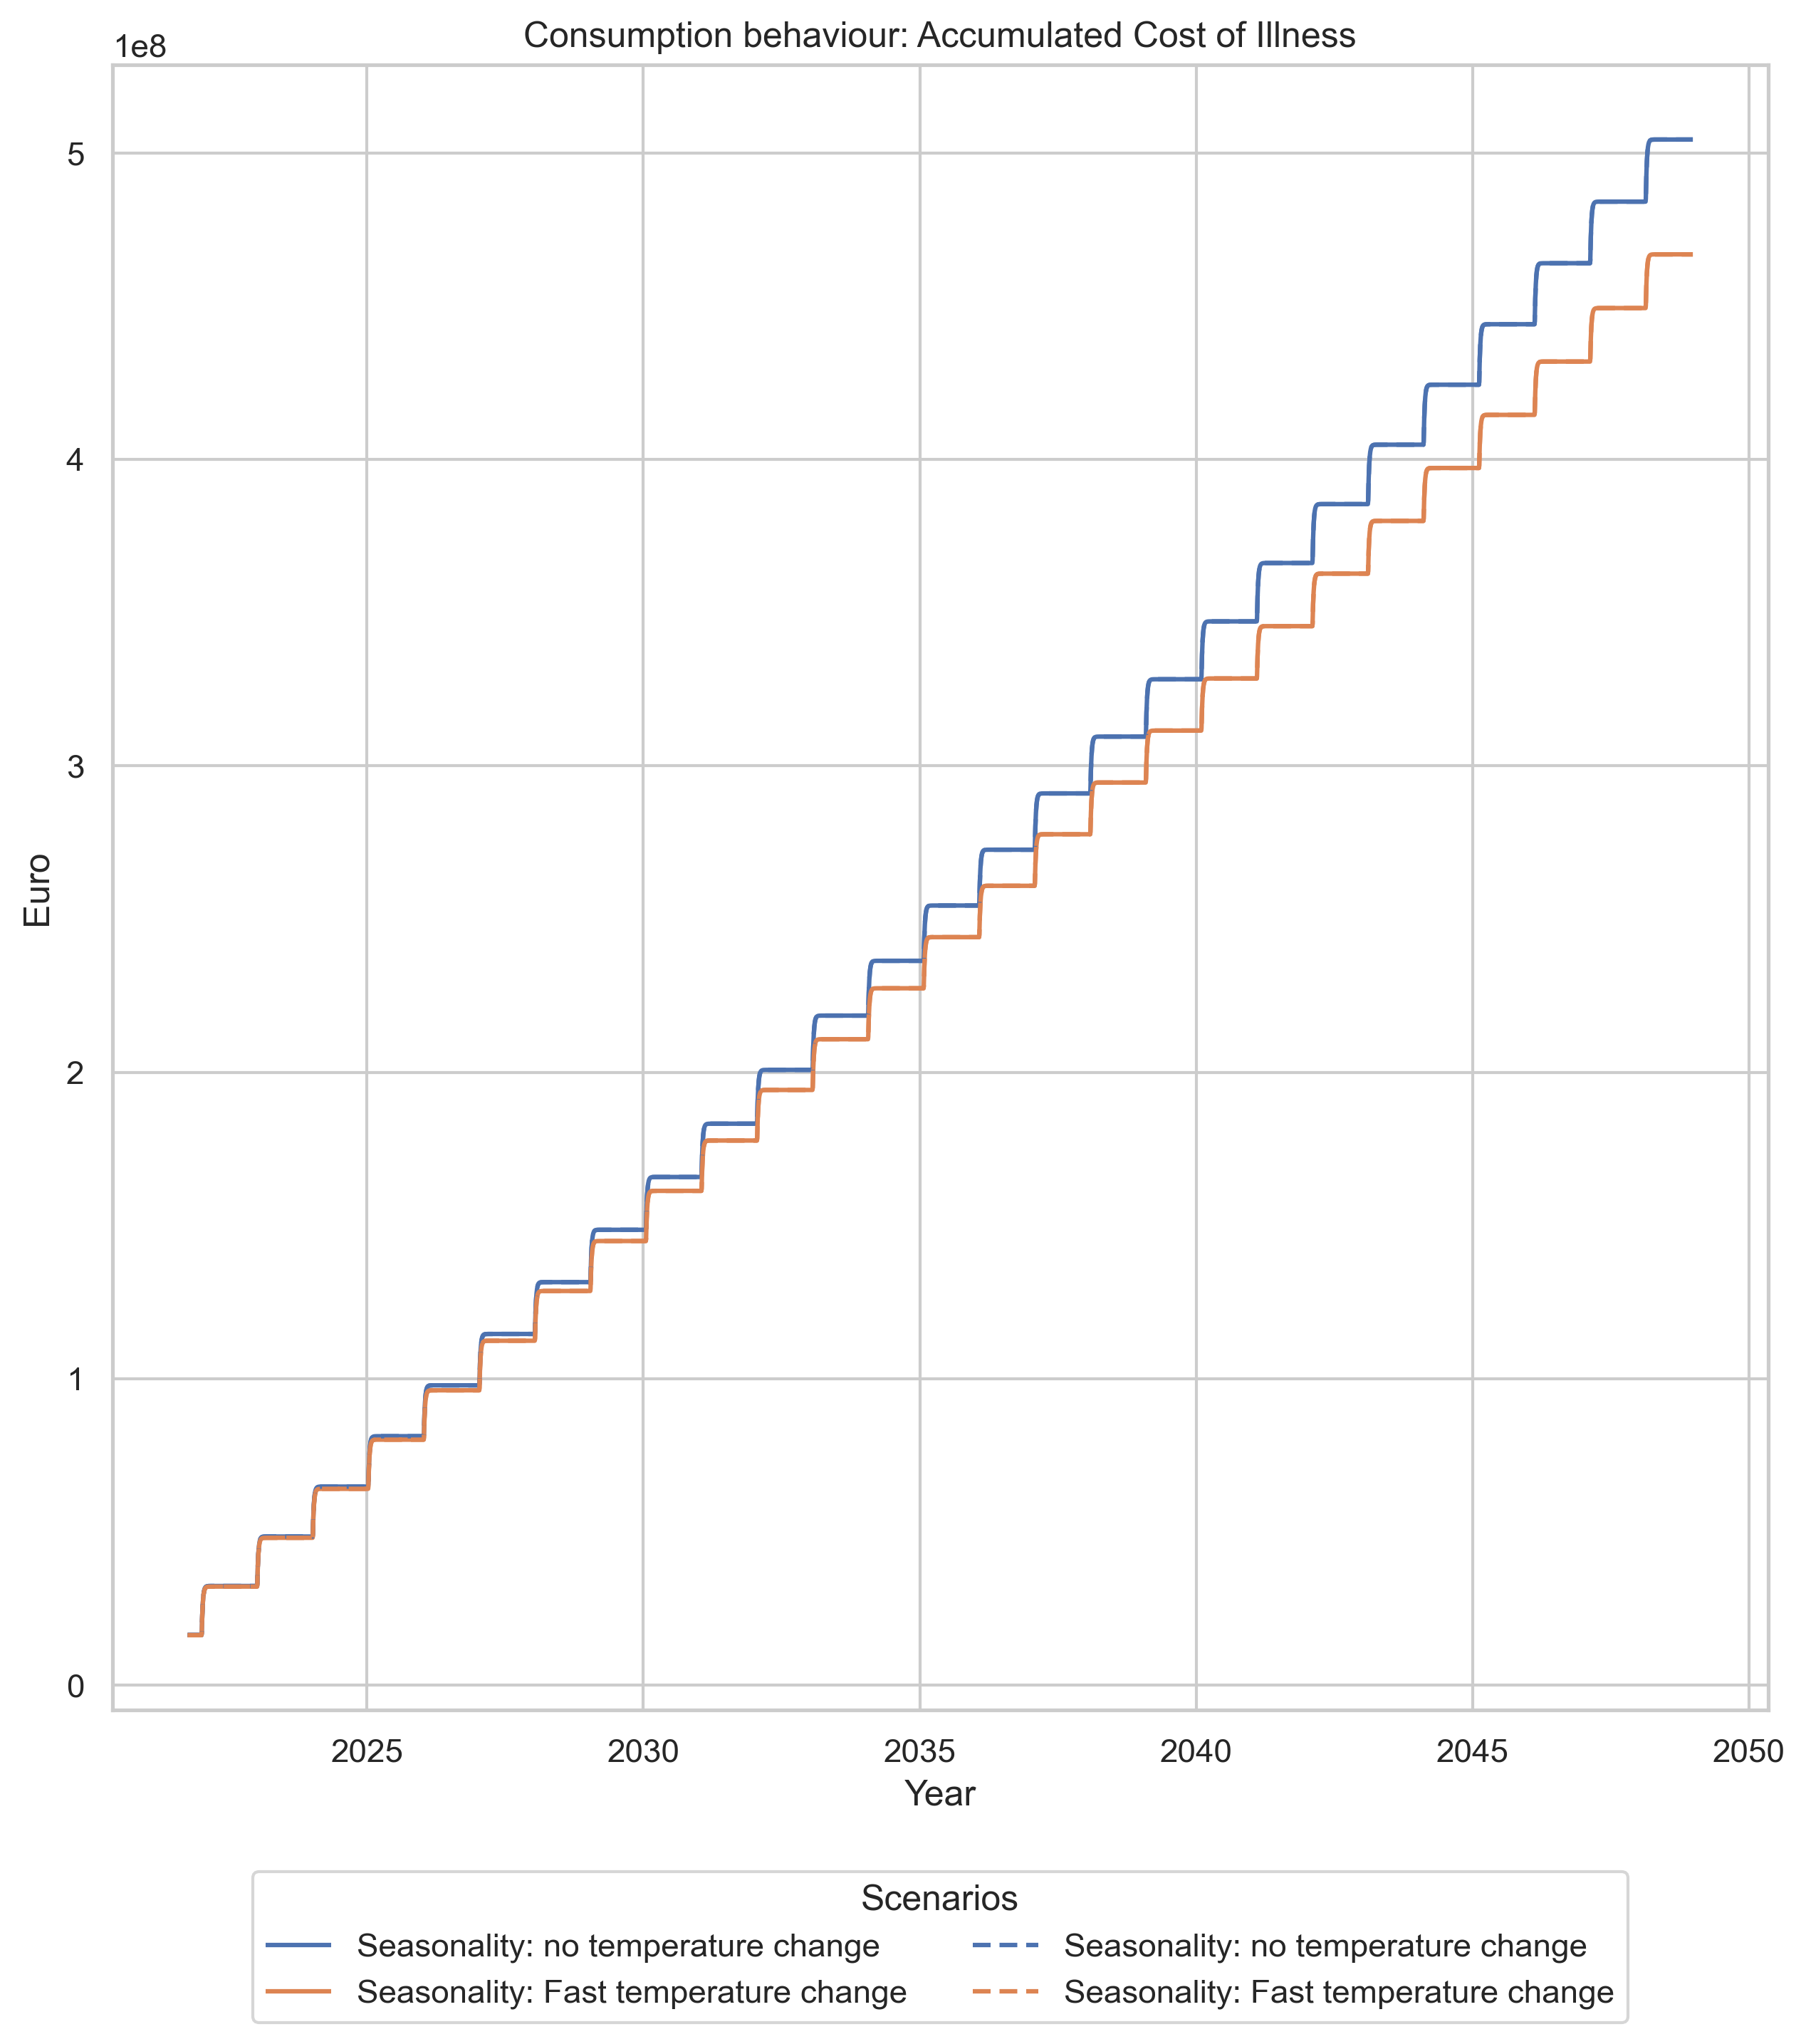 Consumption behaviour: Accumulated Cost of Illness
1e8
5
4
3
2
1
0
Euro
2025 2030 2035 2040 2045 2050
Year
Scenarios
Seasonality: no temperature change Seasonality: no temperature change
Seasonality: Fast temperature change Seasonality: Fast temperature change